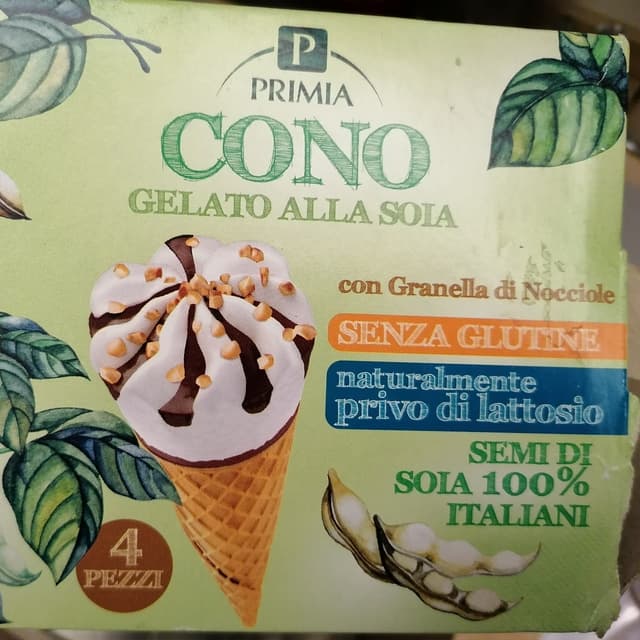 P
PRIMIA
CONO
GELATO ALLA SOIA
con Granella di Nocciole
SENZA GLUTINE
naturalmente
privo di lattosio
SEMI DI
SOIA 100%
ITALIANI
4
PEZZI